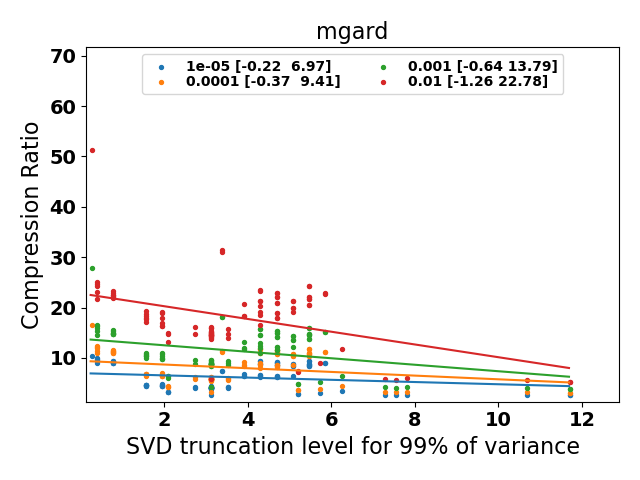 mgard
1e-05 [-0.22  6.97]
0.0001 [-0.37  9.41]
0.001 [-0.64 13.79]
0.01 [-1.26 22.78]
Compression Ratio
70
60
50
40
30
20
10
2 4 6 8 10 12
SVD truncation level for 99% of variance